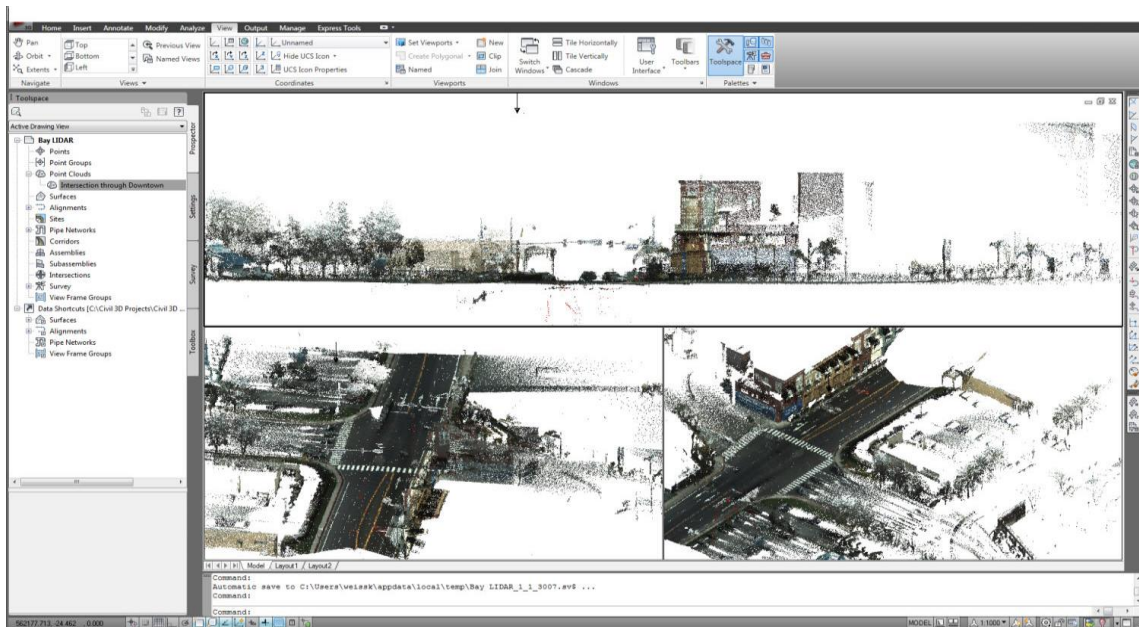 Home Insert Annotate Modify Analyze View Output Manage Express Tools
Pan Top Previous View Unnamed Set Viewports New Tile Horizontally
Orbit Bottom Named Views Hide UCS Icon Create Polygonal Clip Switch Windows Tile Vertically User Interface Toolbars Toolspace
Extents Left UCS Icon Properties Named Join Cascade
Navigate Views Coordinates Viewports Windows Palettes
Toolspace
Active Drawing View
Prospector
Settings
Survey
Toolbox
Bay LIDAR
Points
Point Groups
Point Clouds
Intersection through Downtown
Surfaces
Alignments
Sites
Pipe Networks
Corridors
Assemblies
Subassemblies
Intersections
Survey
View Frame Groups
Data Shortcuts [C:\Civil 3D Projects\Civil 3D ...
Surfaces
Alignments
Pipe Networks
View Frame Groups
Model Layout1 Layout2
Command:
Automatic save to C:\Users\weissk\appdata\local\temp\Bay LIDAR_1_1_3007.sv$ ...
Command:
Command:
562177.713, -24.462 , 0.000 MODEL 1:1000